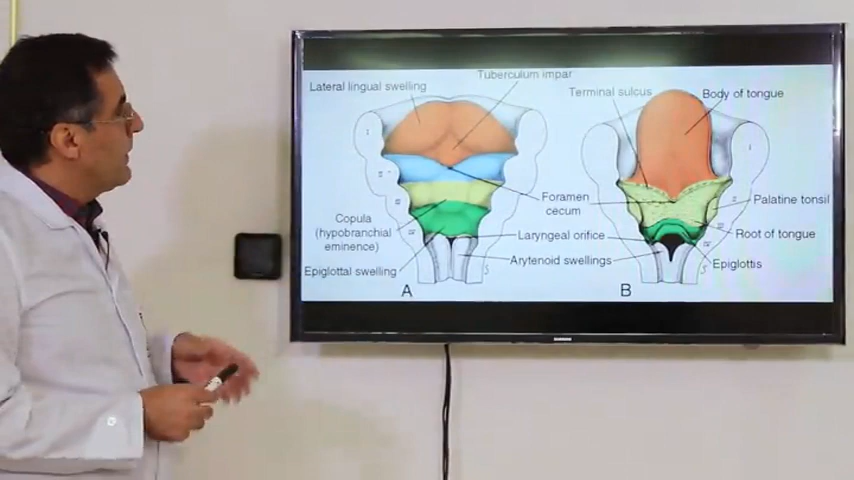 Lateral lingual swelling
Tuberculum impar
Copula
(hypobranchial
eminence)
Epiglottal swelling
A
Foramen
cecum
Laryngeal orifice
Arytenoid swellings
Terminal sulcus
Body of tongue
Palatine tonsil
Root of tongue
Epiglottis
B
SAMSUNG